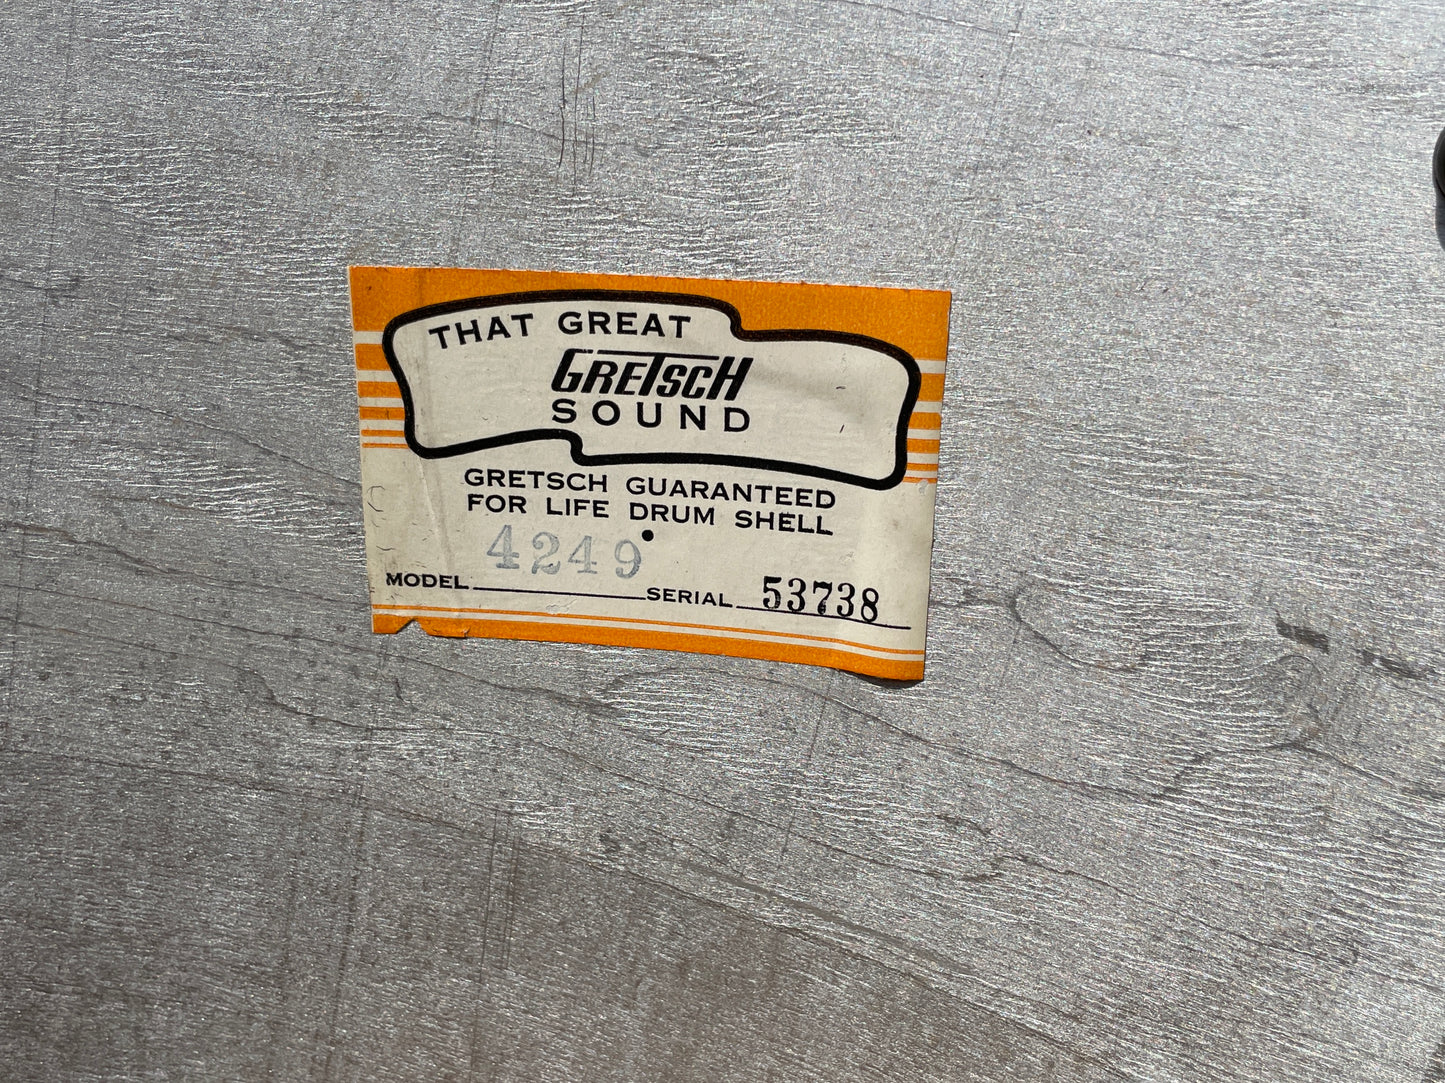 THAT GREAT
GRETSCH
SOUND
GRETSCH GUARANTEED
FOR LIFE DRUM SHELL
4249
MODEL SERIAL 53738